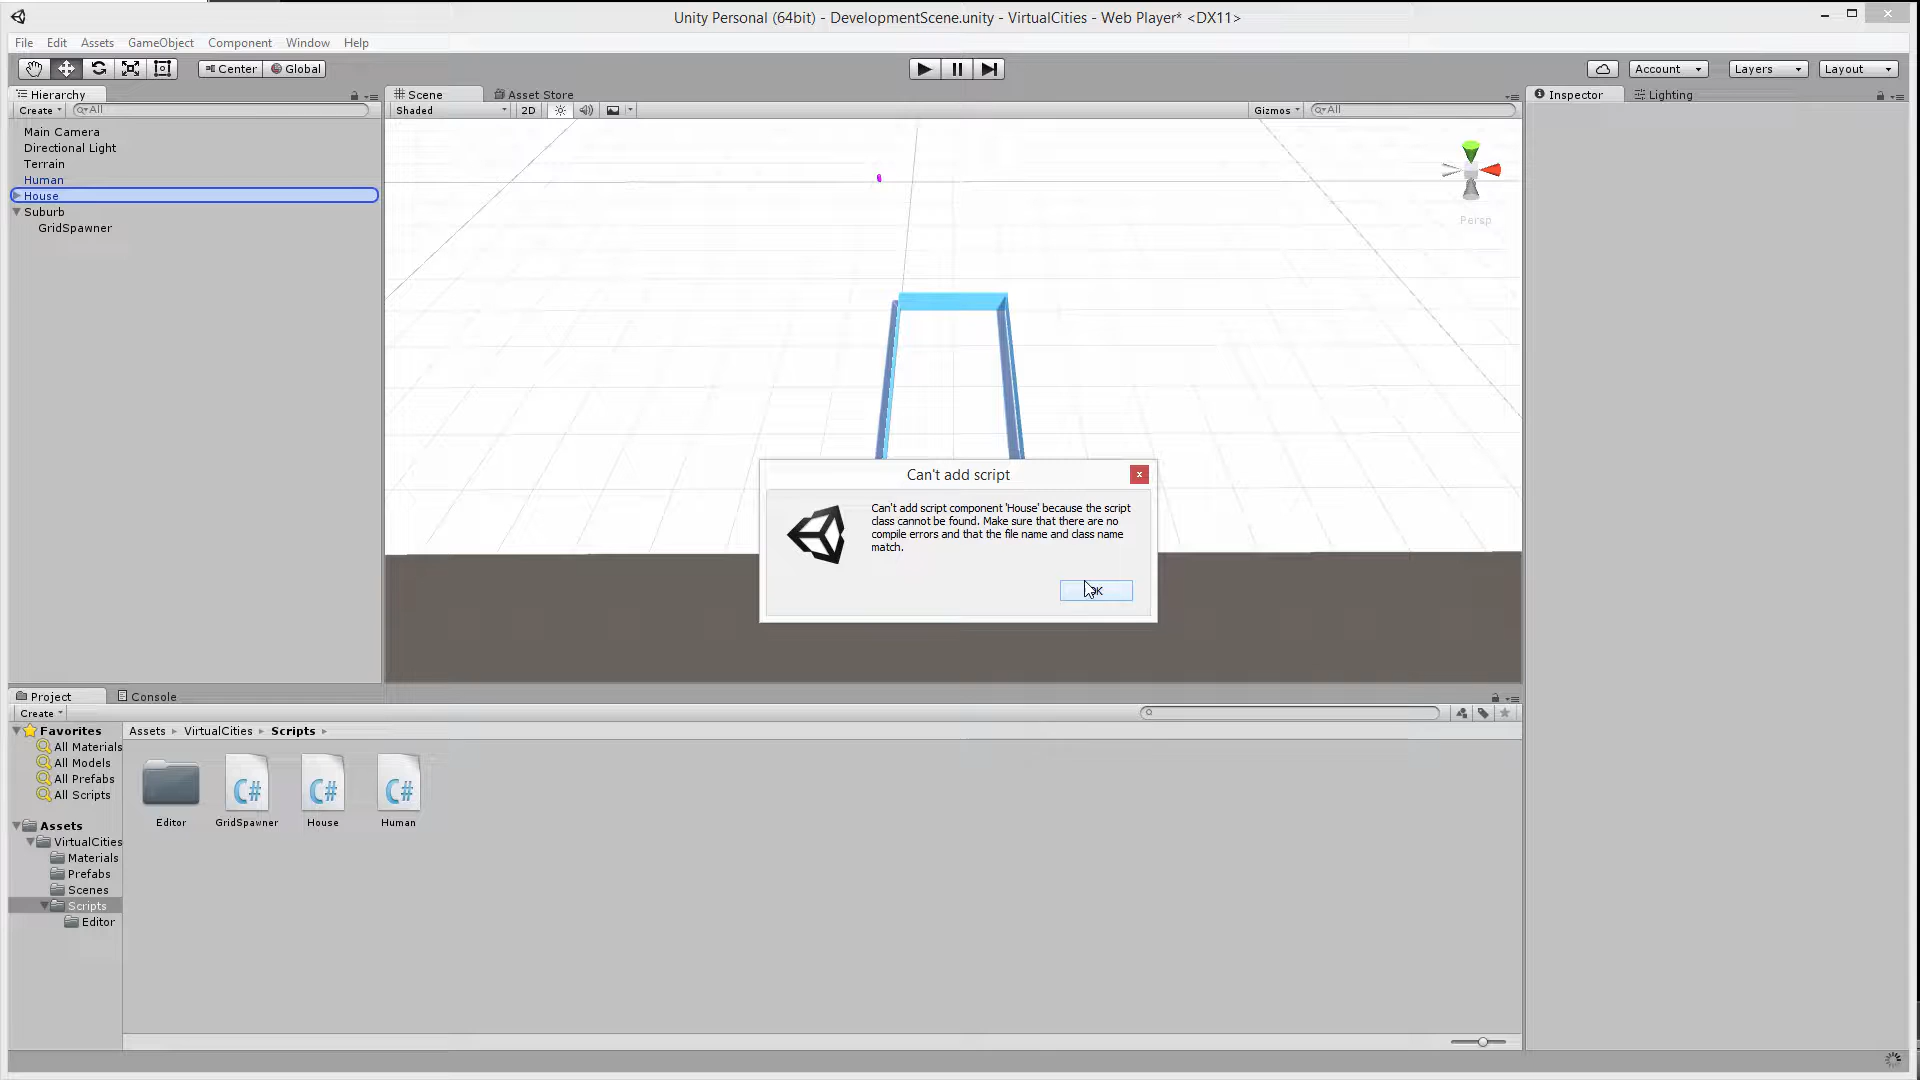 Unity Personal (64bit) - DevelopmentScene.unity - VirtualCities - Web Player* <DX11>
File Edit Assets GameObject Component Window Help
Center Global Account Layers Layout
Hierarchy
Create All
Main Camera
Directional Light
Terrain
Human
House
Suburb
GridSpawner
Scene Asset Store
Shaded 2D Gizmos All
Persp
Inspector Lighting
Can't add script
x
Can't add script component 'House' because the script
class cannot be found. Make sure that there are no
compile errors and that the file name and class name
match.
Project Console
Create
Favorites
All Materials
All Models
All Prefabs
All Scripts
Assets
VirtualCities
Materials
Prefabs
Scenes
Scripts
Editor
Assets VirtualCities Scripts
C# C# C#
Editor GridSpawner House Human